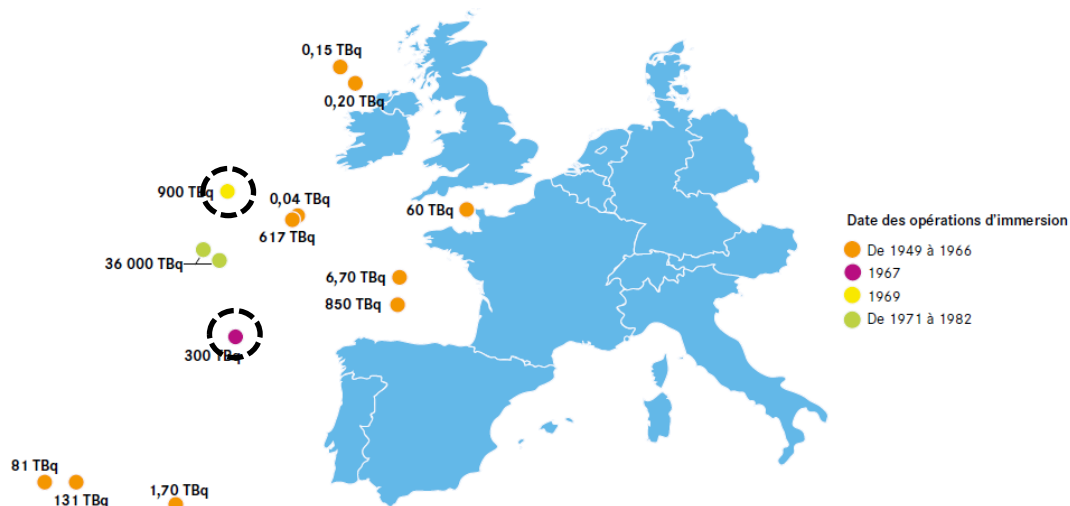 0,15 TBq
0,20 TBq
900 TBq
0,04 TBq
617 TBq
60 TBq
36 000 TBq
6,70 TBq
850 TBq
300 TBq
81 TBq
131 TBq
1,70 TBq
Date des opérations d'immersion
De 1949 à 1966
1967
1969
De 1971 à 1982